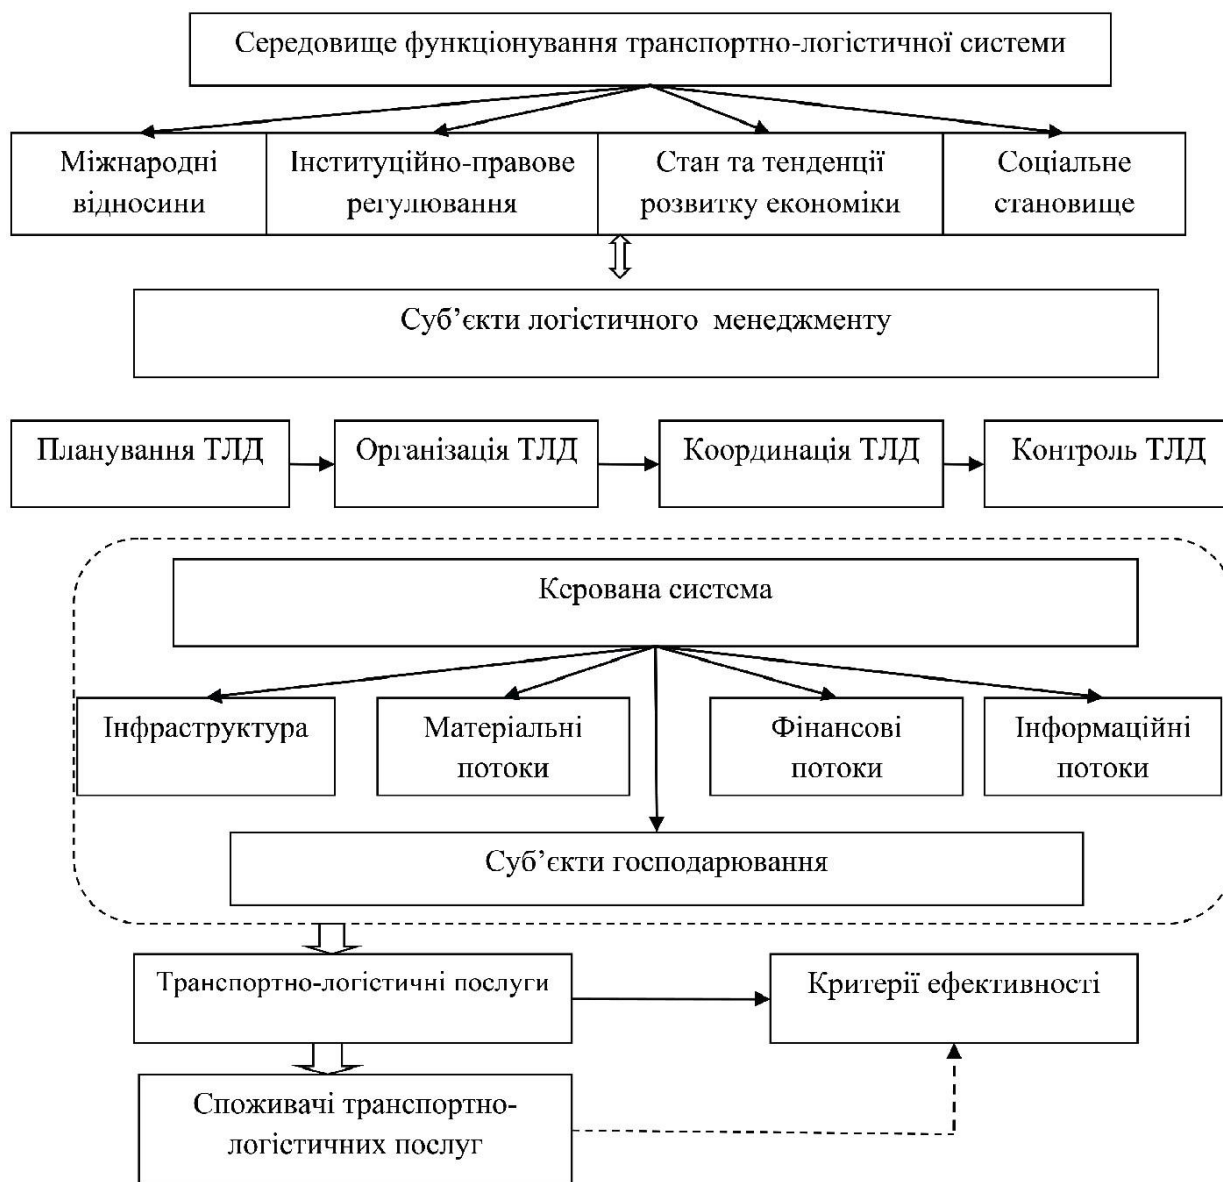 Середовище функціонування транспортно-логістичної системи
Міжнародні
відносини
Інституційно-правове
регулювання
Стан та тенденції
розвитку економіки
Соціальне
становище
Суб’єкти логістичного менеджменту
Планування ТЛД
Організація ТЛД
Координація ТЛД
Контроль ТЛД
Керована система
Інфраструктура
Матеріальні
потоки
Фінансові
потоки
Інформаційні
потоки
Суб’єкти господарювання
Транспортно-логістичні послуги
Критерії ефективності
Споживачі транспортно-
логістичних послуг